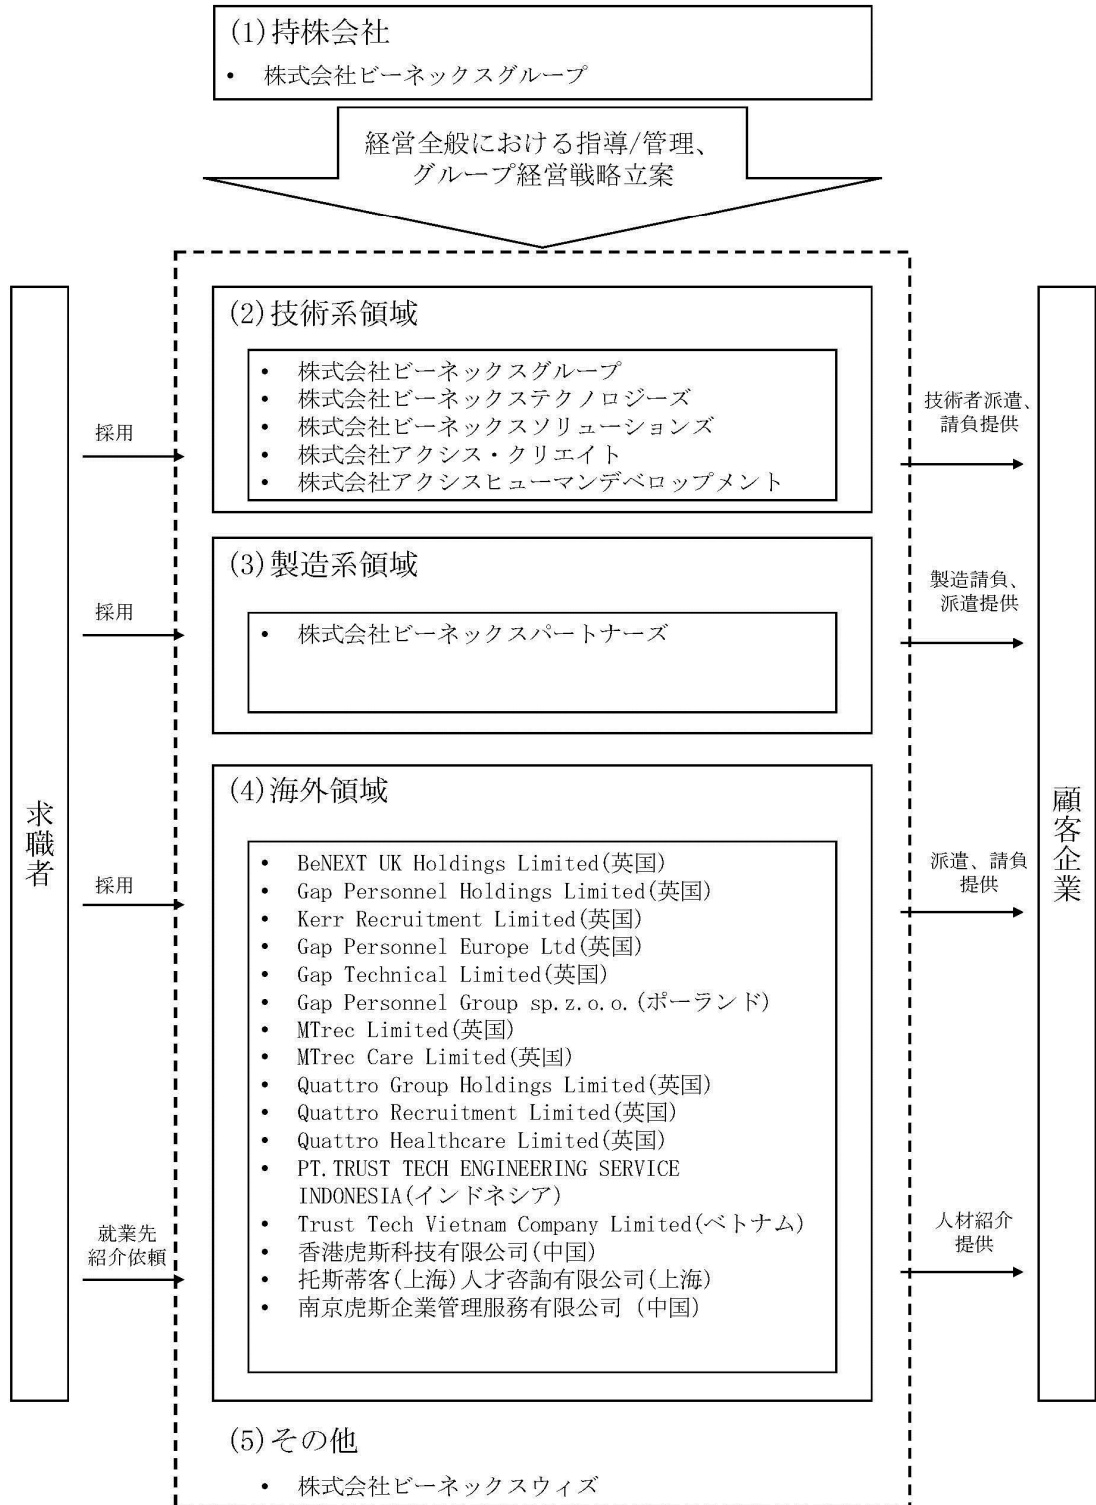 (1)持株会社
• 株式会社ビーネックスグループ
経営全般における指導/管理、
グループ経営戦略立案
求職者
採用
(2)技術系領域
• 株式会社ビーネックスグループ
• 株式会社ビーネックステクノロジーズ
• 株式会社ビーネックスソリューションズ
• 株式会社アクシス・クリエイト
• 株式会社アクシスヒューマンデベロップメント
技術者派遣、
請負提供
採用
(3)製造系領域
• 株式会社ビーネックスパートナーズ
製造請負、
派遣提供
採用
(4)海外領域
• BeNEXT UK Holdings Limited(英国)
• Gap Personnel Holdings Limited(英国)
• Kerr Recruitment Limited(英国)
• Gap Personnel Europe Ltd(英国)
• Gap Technical Limited(英国)
• Gap Personnel Group sp.z.o.o.(ポーランド)
• MTrec Limited(英国)
• MTrec Care Limited(英国)
• Quattro Group Holdings Limited(英国)
• Quattro Recruitment Limited(英国)
• Quattro Healthcare Limited(英国)
• PT.TRUST TECH ENGINEERING SERVICE
INDONESIA(インドネシア)
• Trust Tech Vietnam Company Limited(ベトナム)
• 香港虎斯科技有限公司(中国)
• 托斯蒂客(上海)人才咨詢有限公司(上海)
• 南京虎斯企業管理服務有限公司 (中国)
派遣、請負
提供
就業先
紹介依頼
人材紹介
提供
顧客企業
(5)その他
• 株式会社ビーネックスウィズ